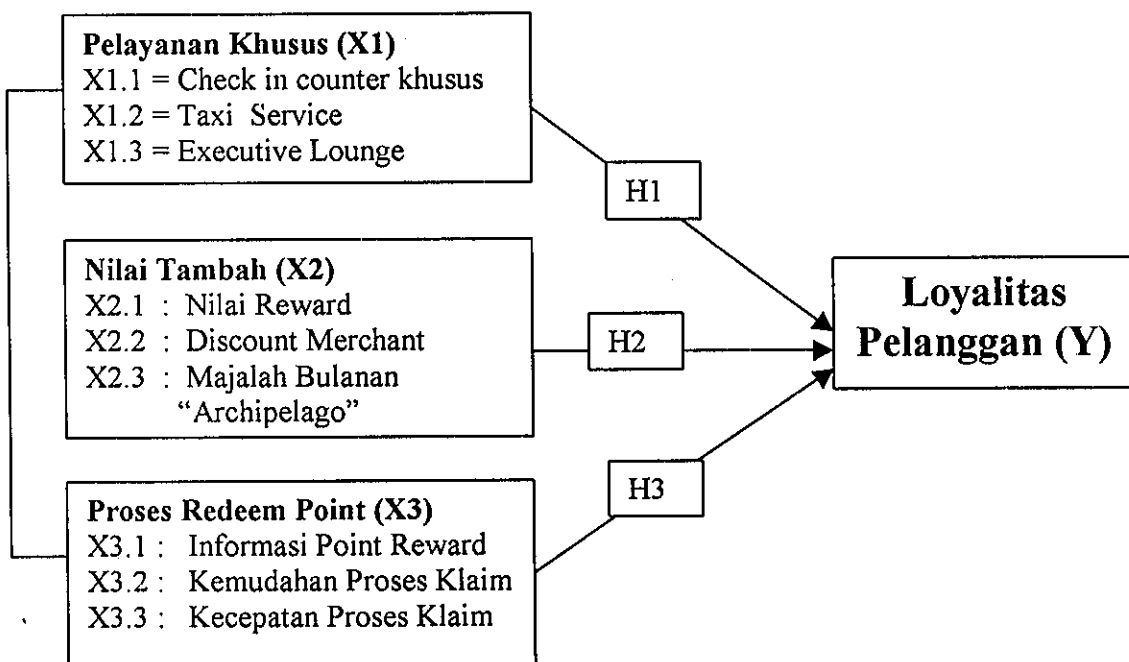 Pelayanan Khusus (X1)
X1.1 = Check in counter khusus
X1.2 = Taxi Service
X1.3 = Executive Lounge
H1
Nilai Tambah (X2)
X2.1 : Nilai Reward
X2.2 : Discount Merchant
X2.3 : Majalah Bulanan
“Archipelago”
H2
Loyalitas
Pelanggan (Y)
Proses Redeem Point (X3)
X3.1 : Informasi Point Reward
X3.2 : Kemudahan Proses Klaim
X3.3 : Kecepatan Proses Klaim
H3